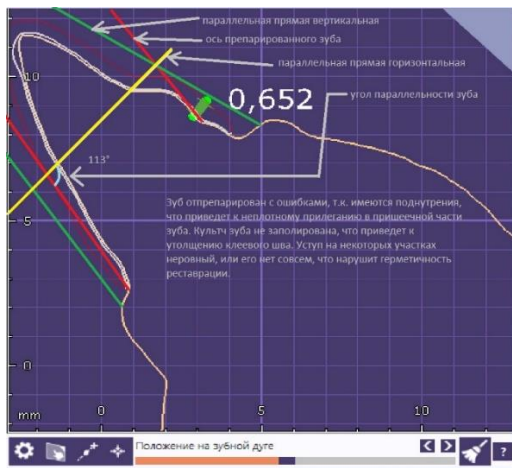 параллельная прямая вертикальная
ось препарированного зуба
параллельная прямая горизонтальная
10
0,652
угол параллельности зуба
113°
Зуб отпрепарирован с ошибками, т.к. имеются поднутрения,
что приведет к неплотному прилеганию в пришеечной части
зуба. Культч зуба не заполирована, что приведет к
утолщению клеевого шва. Уступ на некоторых участках
неровный, или его нет совсем, что нарушит герметичность
реставрации.
5
0
mm
0
5
10
Положение на зубной дуге
?